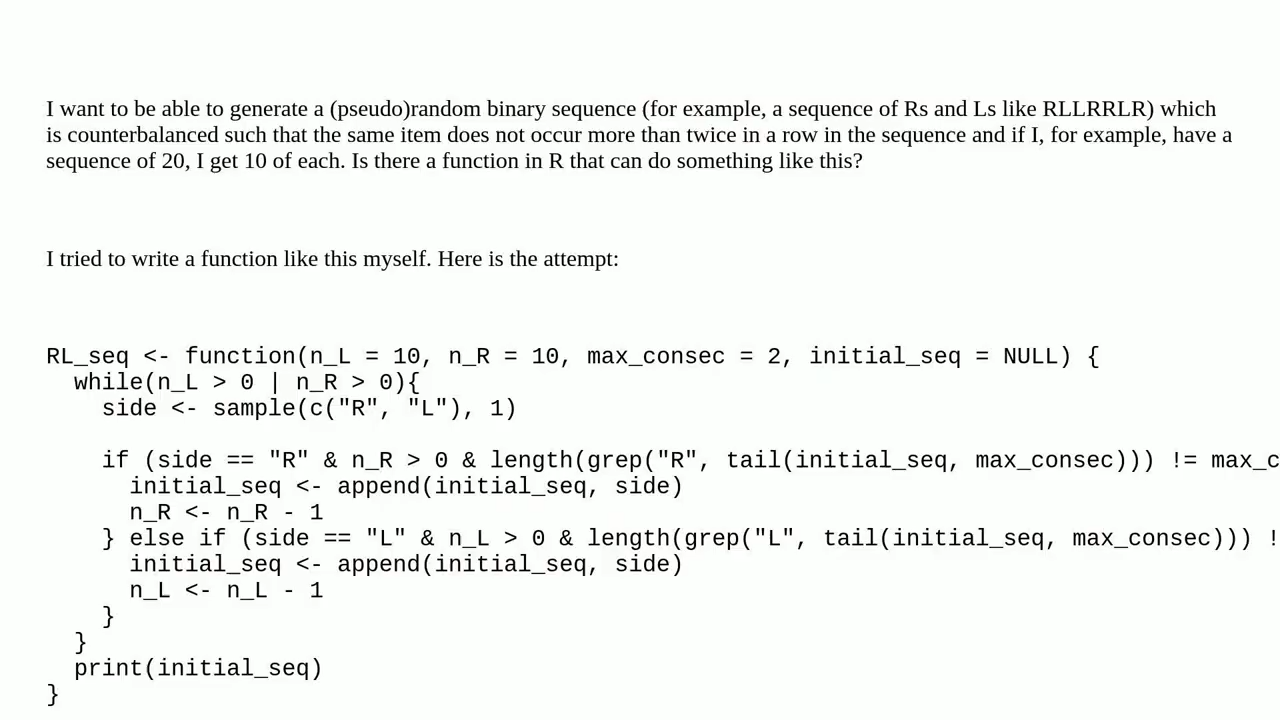 I want to be able to generate a (pseudo)random binary sequence (for example, a sequence of Rs and Ls like RLLRRLR) which
is counterbalanced such that the same item does not occur more than twice in a row in the sequence and if I, for example, have a
sequence of 20, I get 10 of each. Is there a function in R that can do something like this?
I tried to write a function like this myself. Here is the attempt:
RL_seq <- function(n_L = 10, n_R = 10, max_consec = 2, initial_seq = NULL) {
  while(n_L > 0 | n_R > 0){
    side <- sample(c("R", "L"), 1)
    if (side == "R" & n_R > 0 & length(grep("R", tail(initial_seq, max_consec))) != max_c
      initial_seq <- append(initial_seq, side)
      n_R <- n_R - 1
    } else if (side == "L" & n_L > 0 & length(grep("L", tail(initial_seq, max_consec))) !
      initial_seq <- append(initial_seq, side)
      n_L <- n_L - 1
    }
  }
  print(initial_seq)
}